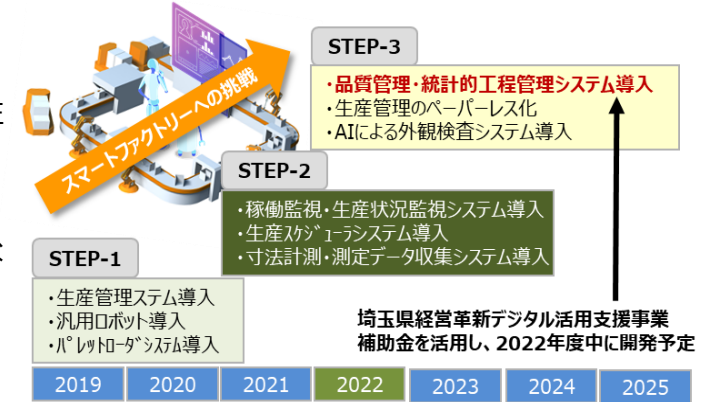 STEP-3
・品質管理・統計的工程管理システム導入
・生産管理のペーパーレス化
・AIによる外観検査システム導入
スマートファクトリーへの挑戦
STEP-2
・稼働監視・生産状況監視システム導入
・生産ｽｹｼﾞｭｰﾗシステム導入
・寸法計測・測定データ収集システム導入
STEP-1
・生産管理ステム導入
・汎用ロボット導入
・ﾊﾟﾚｯﾄﾛｰﾀﾞｼｽﾃﾑ導入
埼玉県経営革新デジタル活用支援事業
補助金を活用し、2022年度中に開発予定
2019 2020 2021 2022 2023 2024 2025